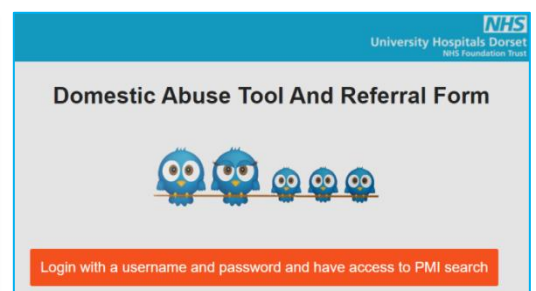 NHS
University Hospitals Dorset
NHS Foundation Trust
Domestic Abuse Tool And Referral Form
Login with a username and password and have access to PMI search